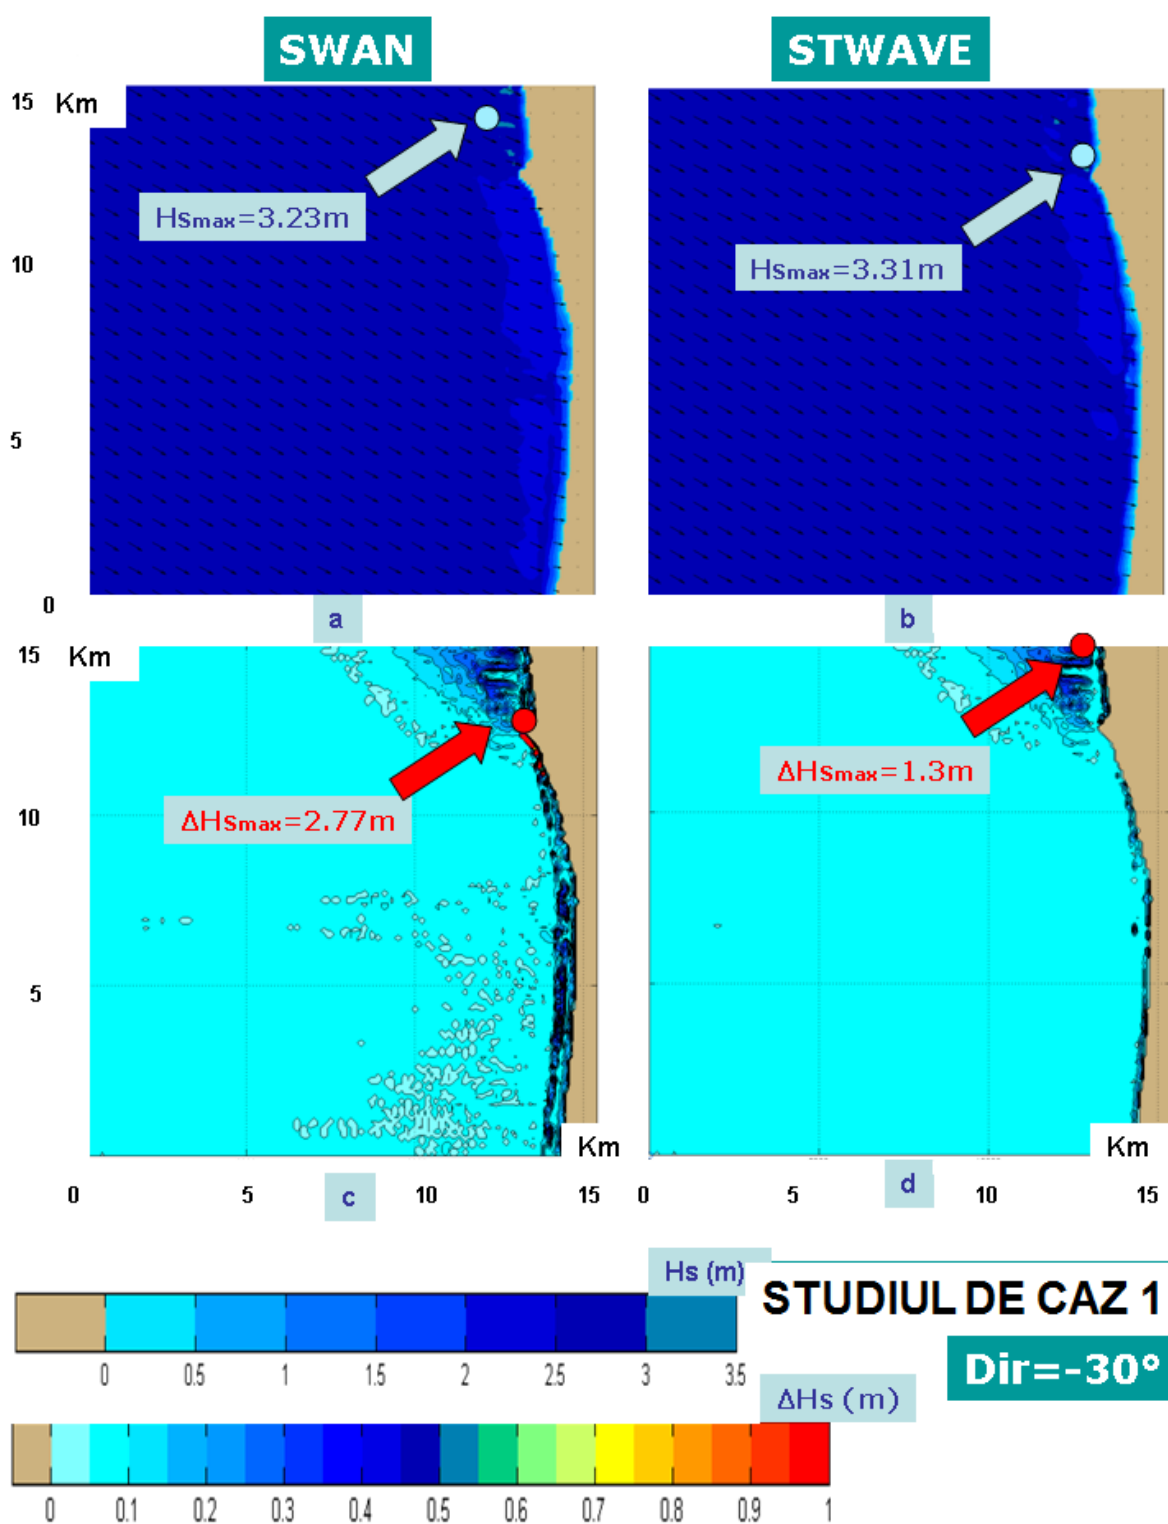 SWAN
STWAVE
15 Km
HSmax=3.23m
HSmax=3.31m
10
5
0
a
b
15 Km
ΔHSmax=2.77m
ΔHSmax=1.3m
10
5
Km
Km
0 5 10 15
0 5 10 15
c
d
Hs (m)
STUDIUL DE CAZ 1
Dir=-30°
0 0.5 1 1.5 2 2.5 3 3.5
ΔHs (m)
0 0.1 0.2 0.3 0.4 0.5 0.6 0.7 0.8 0.9 1